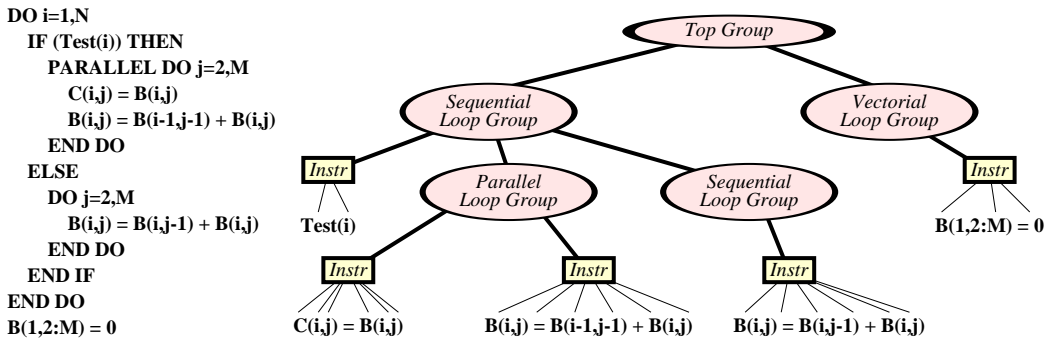 DO i=1,N
IF (Test(i)) THEN
PARALLEL DO j=2,M
C(i,j) = B(i,j)
B(i,j) = B(i-1,j-1) + B(i,j)
END DO
ELSE
DO j=2,M
B(i,j) = B(i,j-1) + B(i,j)
END DO
END IF
END DO
B(1,2:M) = 0
Top Group
Sequential
Loop Group
Vectorial
Loop Group
Instr
Parallel
Loop Group
Sequential
Loop Group
Instr
Test(i)
B(1,2:M) = 0
Instr
Instr
Instr
C(i,j) = B(i,j)
B(i,j) = B(i-1,j-1) + B(i,j)
B(i,j) = B(i,j-1) + B(i,j)